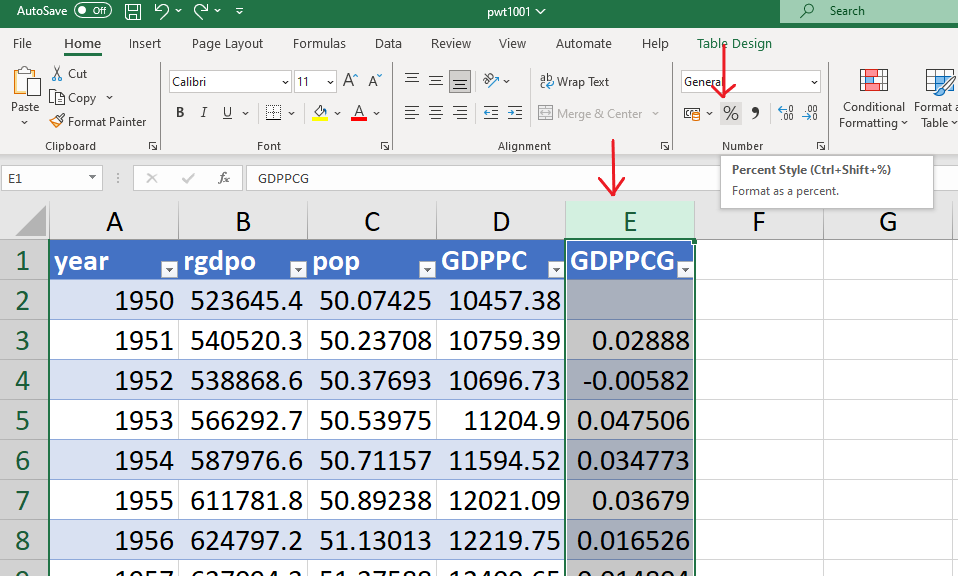 AutoSave Off pwt1001 Search
File Home Insert Page Layout Formulas Data Review View Automate Help Table Design
Cut
Copy
Format Painter
Paste
Clipboard
Calibri 11 A A
B I U A
Font
ab Wrap Text
Merge & Center
Alignment
General
% 9 .00
Number
Conditional
Formatting
Format
Table
Percent Style (Ctrl+Shift+%)
Format as a percent.
E1 fx GDPPCG
A B C D E F G
1 year rgdpo pop GDPPC GDPPCG
2 1950 523645.4 50.07425 10457.38
3 1951 540520.3 50.23708 10759.39 0.02888
4 1952 538868.6 50.37693 10696.73 -0.00582
5 1953 566292.7 50.53975 11204.9 0.047506
6 1954 587976.6 50.71157 11594.52 0.034773
7 1955 611781.8 50.89238 12021.09 0.03679
8 1956 624797.2 51.13013 12219.75 0.016526